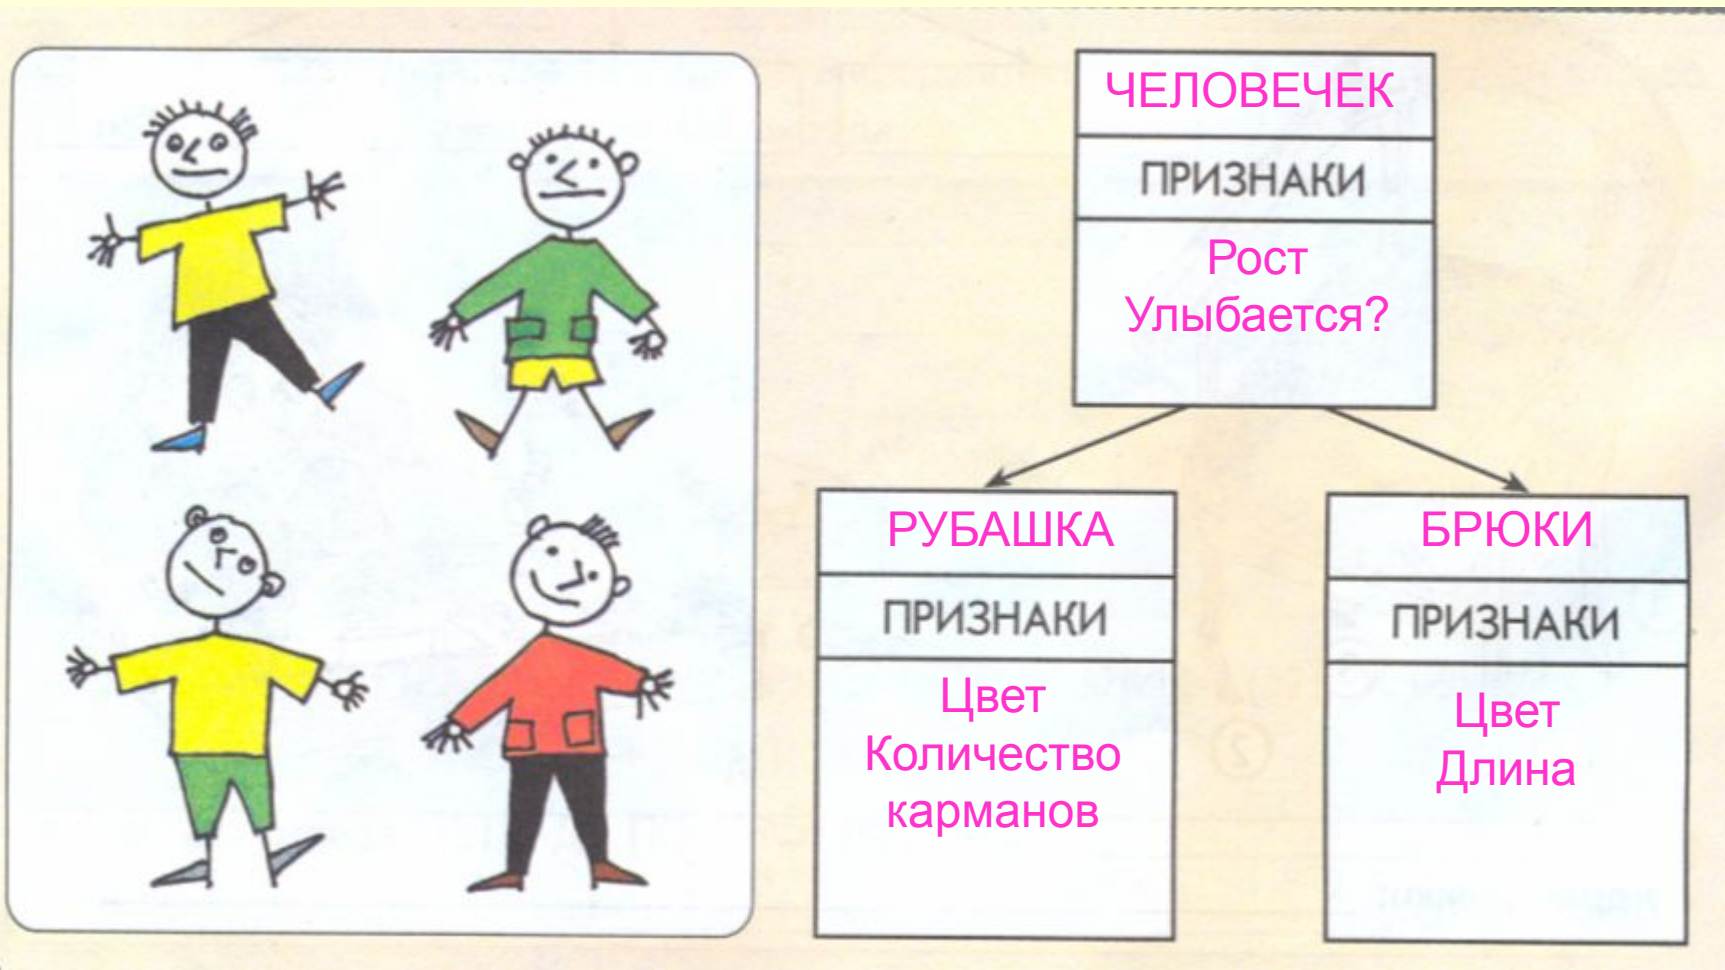 ЧЕЛОВЕЧЕК
ПРИЗНАКИ
Рост
Улыбается?
РУБАШКА
ПРИЗНАКИ
Цвет
Количество
карманов
БРЮКИ
ПРИЗНАКИ
Цвет
Длина